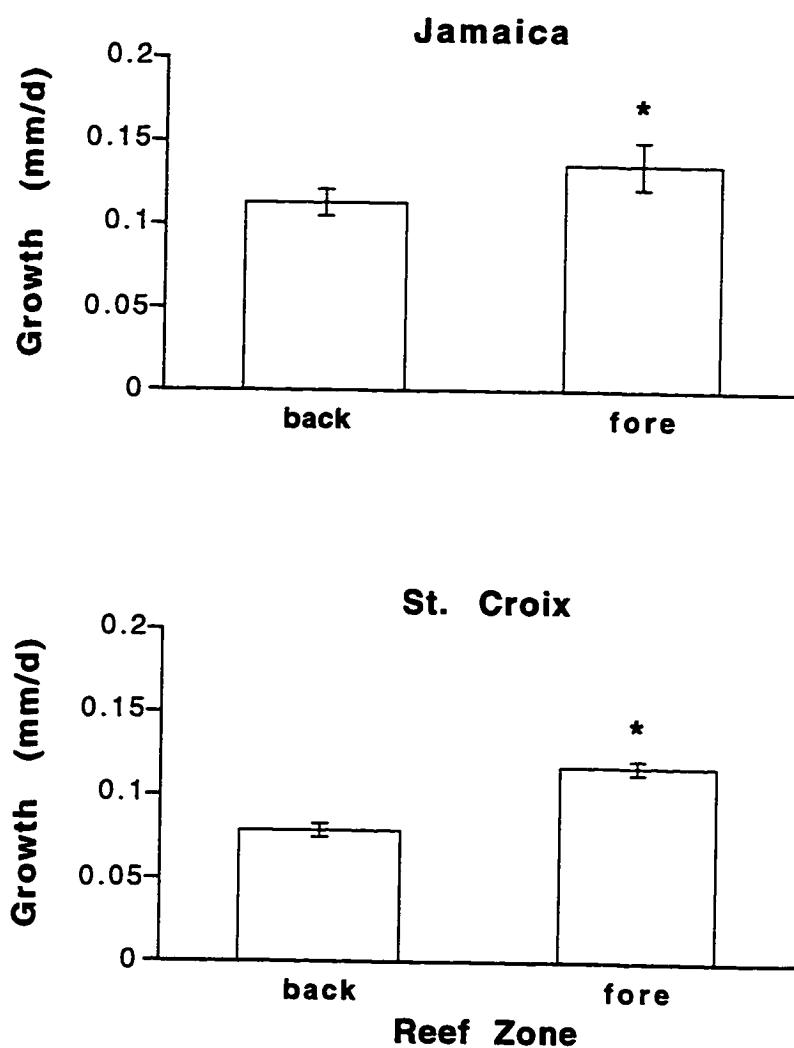 Jamaica
Growth (mm/d)
0.2
0.15
0.1
0.05
0
*
back fore
St. Croix
Growth (mm/d)
0.2
0.15
0.1
0.05
0
*
back fore
Reef Zone